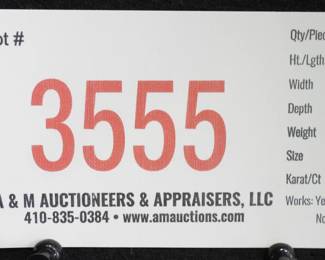 ot #
3555
A & M AUCTIONEERS & APPRAISERS, LLC
410-835-0384 • www.amauctions.com
Qty/Piec
Ht./Lgth
Width
Depth
Weight
Size
Karat/Ct
Works: Ye
No